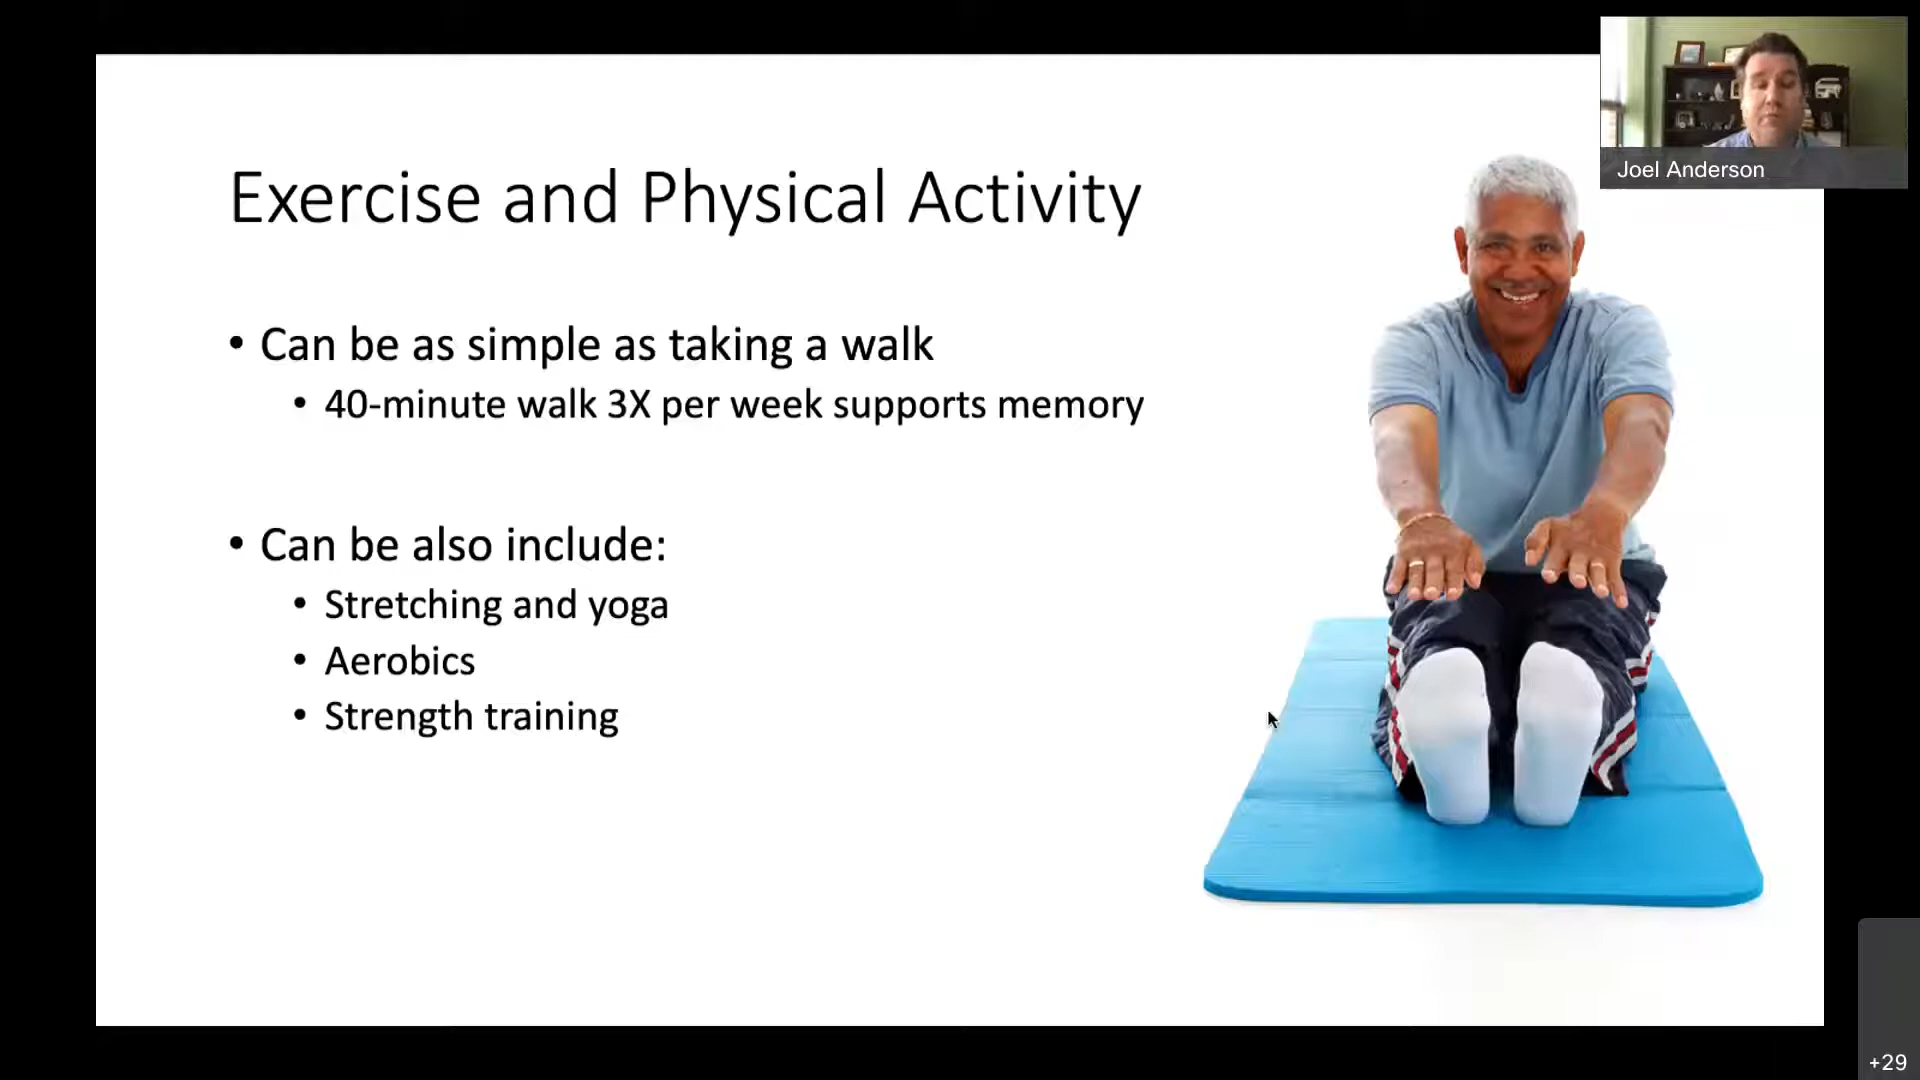 Joel Anderson
Exercise and Physical Activity
• Can be as simple as taking a walk
• 40-minute walk 3X per week supports memory
• Can be also include:
• Stretching and yoga
• Aerobics
• Strength training
+29